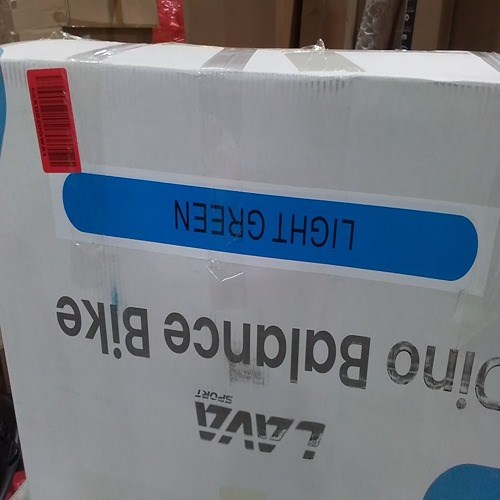 LAVA
SPORT
Dino Balance Bike
LIGHT GREEN